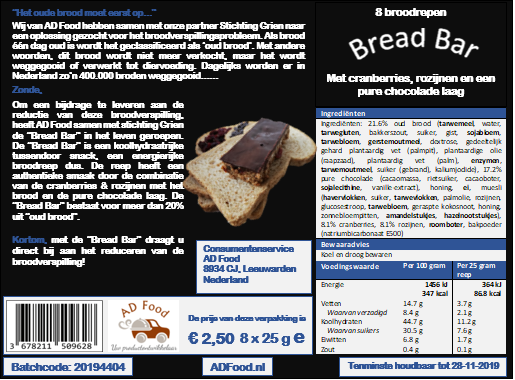 "Het oude brood moet eerst op…"
Wij van AD Food hebben samen met onze partner Stichting Grien naar
een oplossing gezocht voor het broodverspillingsprobleem. Als brood
één dag oud is wordt het geclassificeerd als 'oud brood". Met andere
woorden, dit brood wordt niet meer verkocht, maar het wordt
weggegooid of verwerkt tot diervoeding. Dagelijks worden er in
Nederland zo'n 400.000 broden weggegooid……
Zonde.
Om een bijdrage te leveren aan de
reductie van deze broodverspilling,
heeft AD Food samen met stichting Grien
de "Bread Bar" in het leven geroepen.
De "Bread Bar" is een koolhydraatrijke
tussendoor snack, een energierijke
broodreep dus. De reep heeft een
authentieke smaak door de combinatie
van de cranberries & rozijnen met het
brood en de pure chocolade laag. De
"Bread Bar" bestaat voor meer dan 20%
uit "oud brood".
Kortom, met de "Bread Bar" draagt u
direct bij aan het reduceren van de
broodverspilling!
Consumentenservice
AD Food
8934 CJ, Leeuwarden
Nederland
3 678211 509628
AD Food
Uw productontwikkelaar
De prijs van deze verpakking is
€ 2,50 8 x 25 g e
Batchcode: 20194404
ADFood.nl
8 broodrepen
Bread Bar
Met cranberries, rozijnen en een
pure chocolade laag
Ingrediënten
Ingrediënten: 21.6% oud brood (tarwemeel, water,
tarwegluten, bakkerszout, suiker, gist, sojabloem,
tarwebloem, gerstemoutmeel, dextrose, gedeeltelijk
gehard plantaardig vet (palmpit), plantaardige olie
(raapzaad), plantaardig vet (palm), enzymen,
tarwemoutmeel, suiker (gebrand), kaliumjodide), 17.2%
pure chocolade (cacaomassa, rietsuiker, cacaoboter,
sojalecithine, vanille-extract), honing, ei, muesli
(havervlokken, suiker, tarwevlokken, palmolie, rozijnen,
glucosestroop, tarwebloem, geraspte kokosnoot, honing,
zonnebloempitten, amandelstukjes, hazelnootstukjes),
8.1% cranberries, 8.1% rozijnen, roomboter, bakpoeder
(natriumbicarbonaat E500)
Bewaaradvies
Koel en droog bewaren
Voedingswaarde Per 100 gram Per 25 gram reep
Energie 1456 kJ 364 kJ
347 kcal 86.8 kcal
Vetten 14.7 g 3.7 g
Waarvan verzadigd 8.4 g 2.1 g
Koolhydraten 44.7 g 11.2 g
Waarvan suikers 30.5 g 7.6 g
Eiwitten 6.8 g 1.7 g
Zout 0.4 g 0.1 g
Tenminste houdbaar tot 28-11-2019